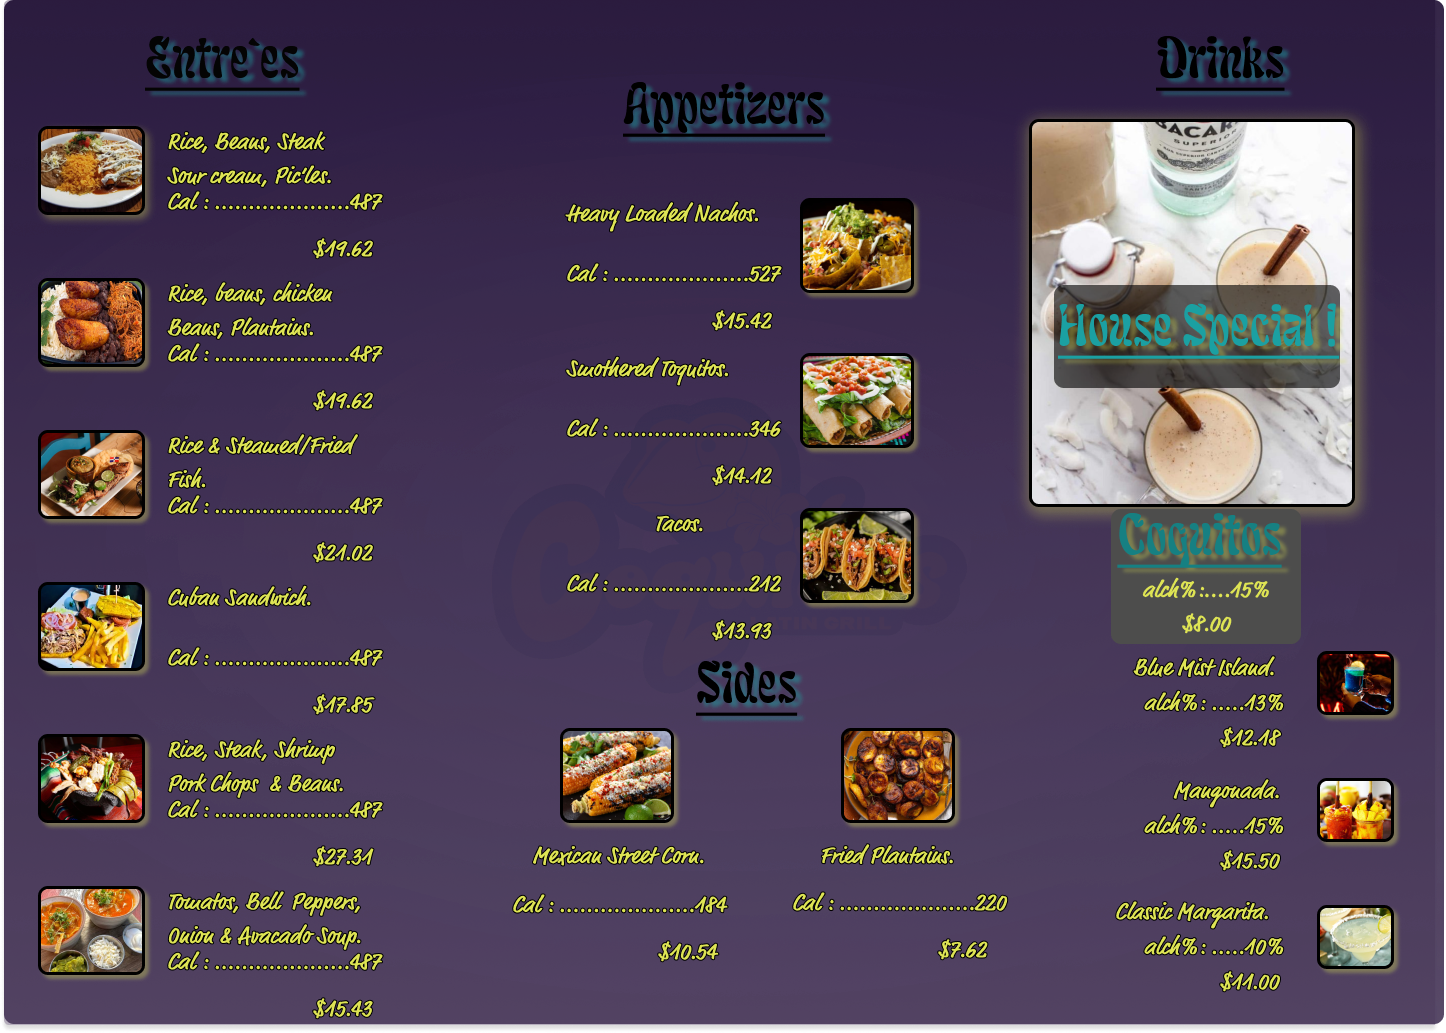 Entre`es
Rice, Beans, Steak
Sour cream, Pic'les.
Cal : ....................487
$19.62
Rice, beans, chicken
Beans, Plantains.
Cal : ....................487
$19.62
Rice & Steamed/Fried
Fish.
Cal : ....................487
$21.02
Cuban Sandwich.
Cal : ....................487
$17.85
Rice, Steak, Shrimp
Pork Chops & Beans.
Cal : ....................487
$27.31
Tomatos, Bell Peppers,
Onion & Avacado Soup.
Cal : ....................487
$15.43
Appetizers
Heavy Loaded Nachos.
Cal : ....................527
$15.42
Smothered Toquitos.
Cal : ....................346
$14.12
Tacos.
Cal : ....................212
$13.93
Sides
Mexican Street Corn.
Cal : ....................184
$10.54
Fried Plantains.
Cal : ....................220
$7.62
Drinks
BACAR
SUPERIOR
House Special !
Coquitos
alch% :....15%
$8.00
Blue Mist Island.
alch% : .....13%
$12.18
Mangonada.
alch% : .....15%
$15.50
Classic Margarita.
alch% : .....10%
$11.00